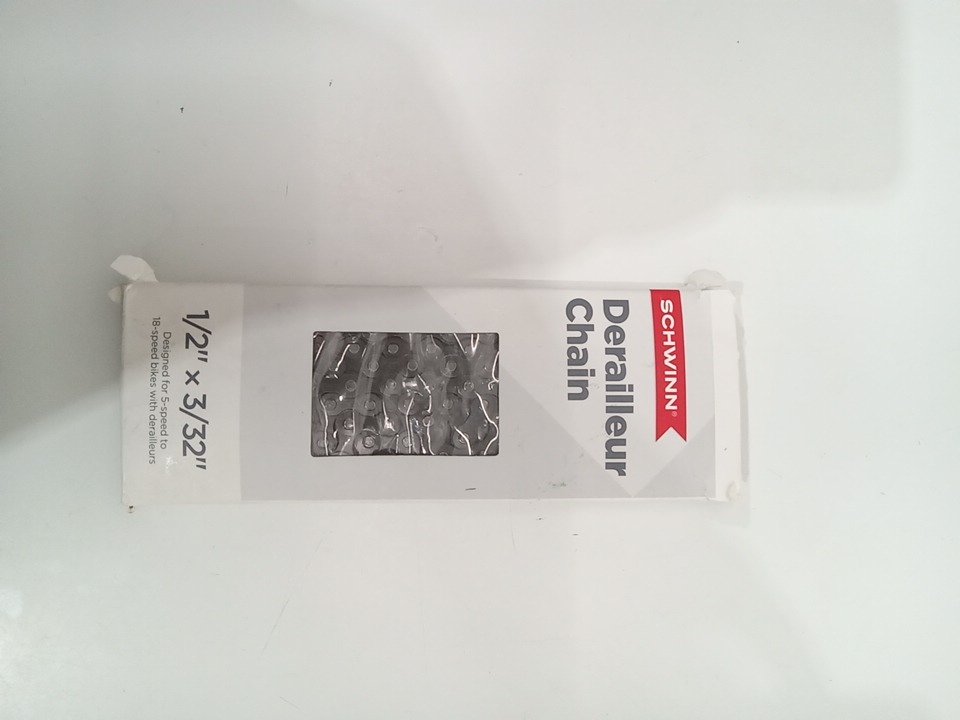 SCHWINN®
Derailleur
Chain
1/2" x 3/32"
Designed for 5-speed to
18-speed bikes with derailleurs